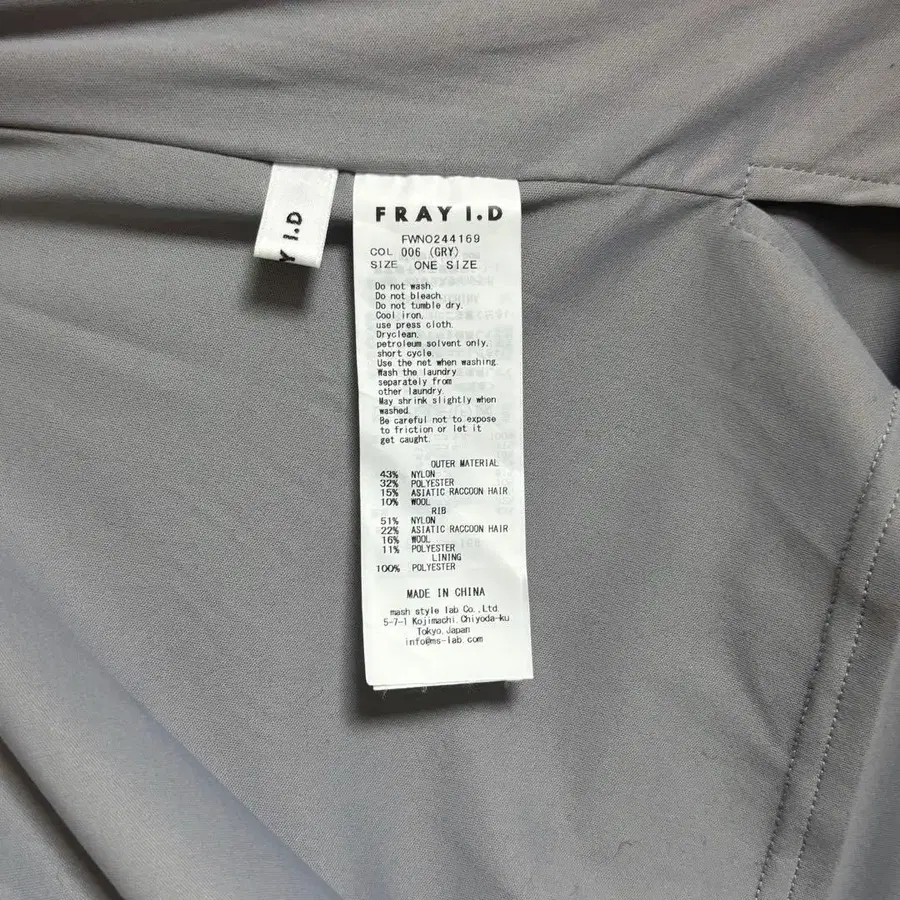 Y I.D
FRAY I.D
FWNO244169
COL 006 (GRY)
SIZE ONE SIZE
Do not wash.
Do not bleach.
Do not tumble dry.
Cool iron,
use press cloth.
Dryclean,
petroleum solvent only,
short cycle.
Use the net when washing.
Wash the laundry
separately from
other laundry.
May shrink slightly when
washed.
Be careful not to expose
to friction or let it
get caught.
OUTER MATERIAL
43% NYLON
32% POLYESTER
15% ASIATIC RACCOON HAIR
10% WOOL
RIB
51% NYLON
22% ASIATIC RACCOON HAIR
16% WOOL
11% POLYESTER
LINING
100% POLYESTER
MADE IN CHINA
mash style lab Co.,Ltd.
5-7-1 Kojimachi,Chiyoda-ku
Tokyo,Japan
info@ms-lab.com